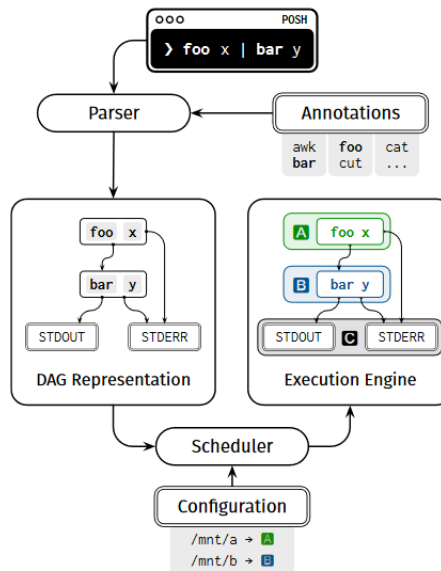 POSH
❯ foo x | bar y
Parser
Annotations
awk foo cat
bar cut ...
foo x
bar y
STDOUT STDERR
DAG Representation
A foo x
B bar y
STDOUT C STDERR
Execution Engine
Scheduler
Configuration
/mnt/a → A
/mnt/b → B